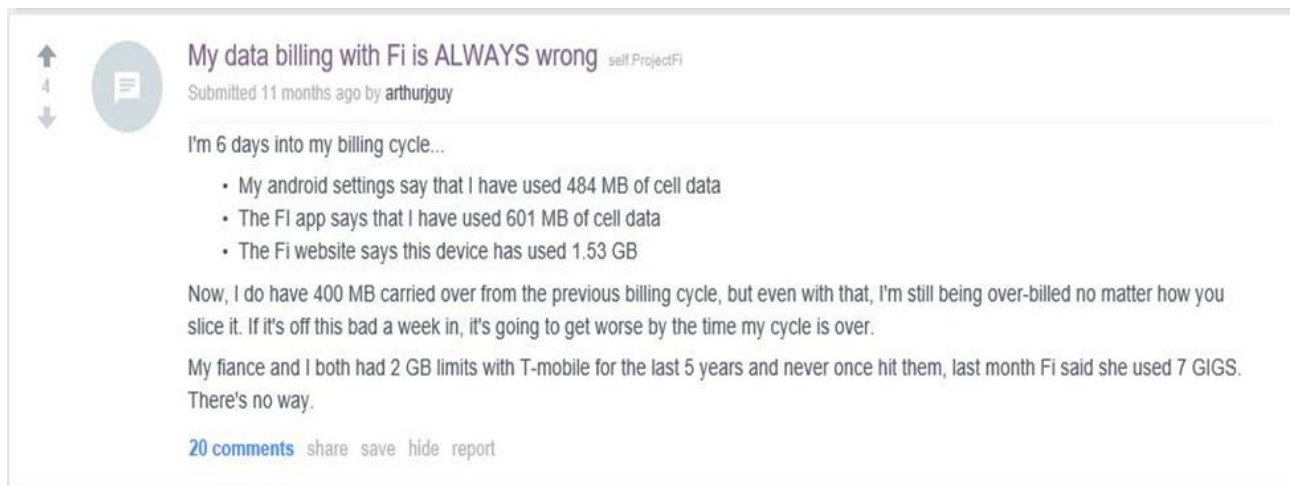 My data billing with Fi is ALWAYS wrong self.ProjectFi
4
Submitted 11 months ago by arthurjguy
I'm 6 days into my billing cycle...
• My android settings say that I have used 484 MB of cell data
• The FI app says that I have used 601 MB of cell data
• The Fi website says this device has used 1.53 GB
Now, I do have 400 MB carried over from the previous billing cycle, but even with that, I'm still being over-billed no matter how you
slice it. If it's off this bad a week in, it's going to get worse by the time my cycle is over.
My fiance and I both had 2 GB limits with T-mobile for the last 5 years and never once hit them, last month Fi said she used 7 GIGS.
There's no way.
20 comments share save hide report